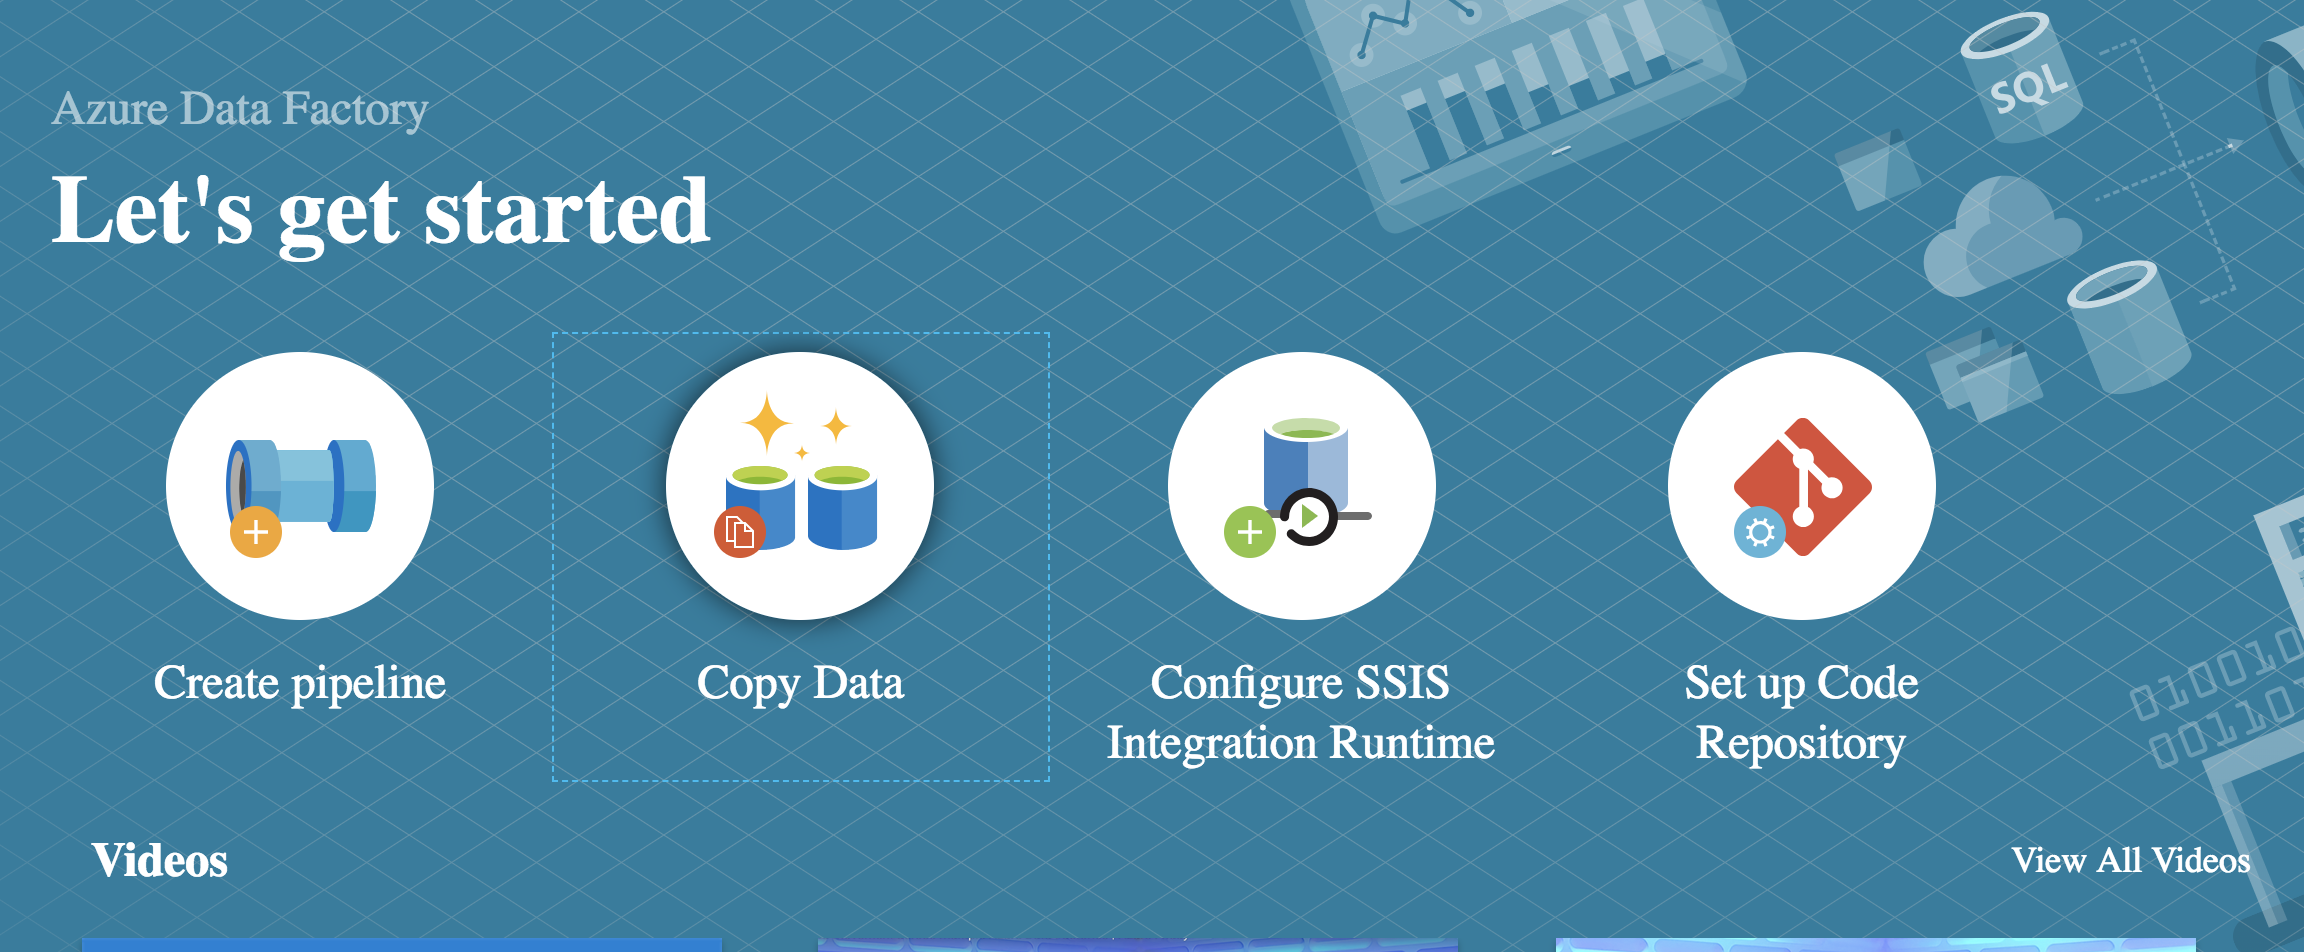 Azure Data Factory
Let's get started
SQL
Create pipeline
Copy Data
Configure SSIS
Integration Runtime
Set up Code
Repository
Videos
View All Videos